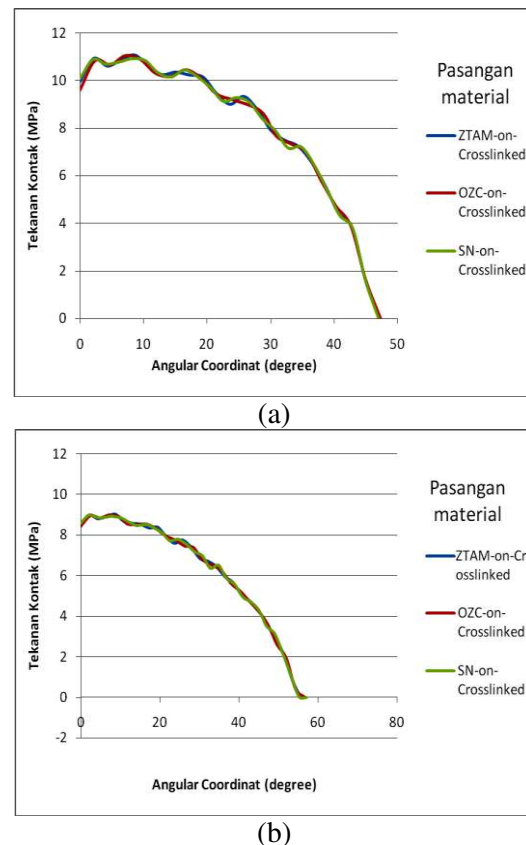 12
10
8
6
4
2
0
Tekanan Kontak (MPa)
0 10 20 30 40 50
Angular Coordinat (degree)
Pasangan
material
ZTAM-on-
Crosslinked
OZC-on-
Crosslinked
SN-on-
Crosslinked
(a)
12
10
8
6
4
2
0
-2
Tekanan Kontak (MPa)
0 20 40 60 80
Angular Coordinat (degree)
Pasangan
material
ZTAM-on-Cr
osslinked
OZC-on-
Crosslinked
SN-on-
Crosslinked
(b)